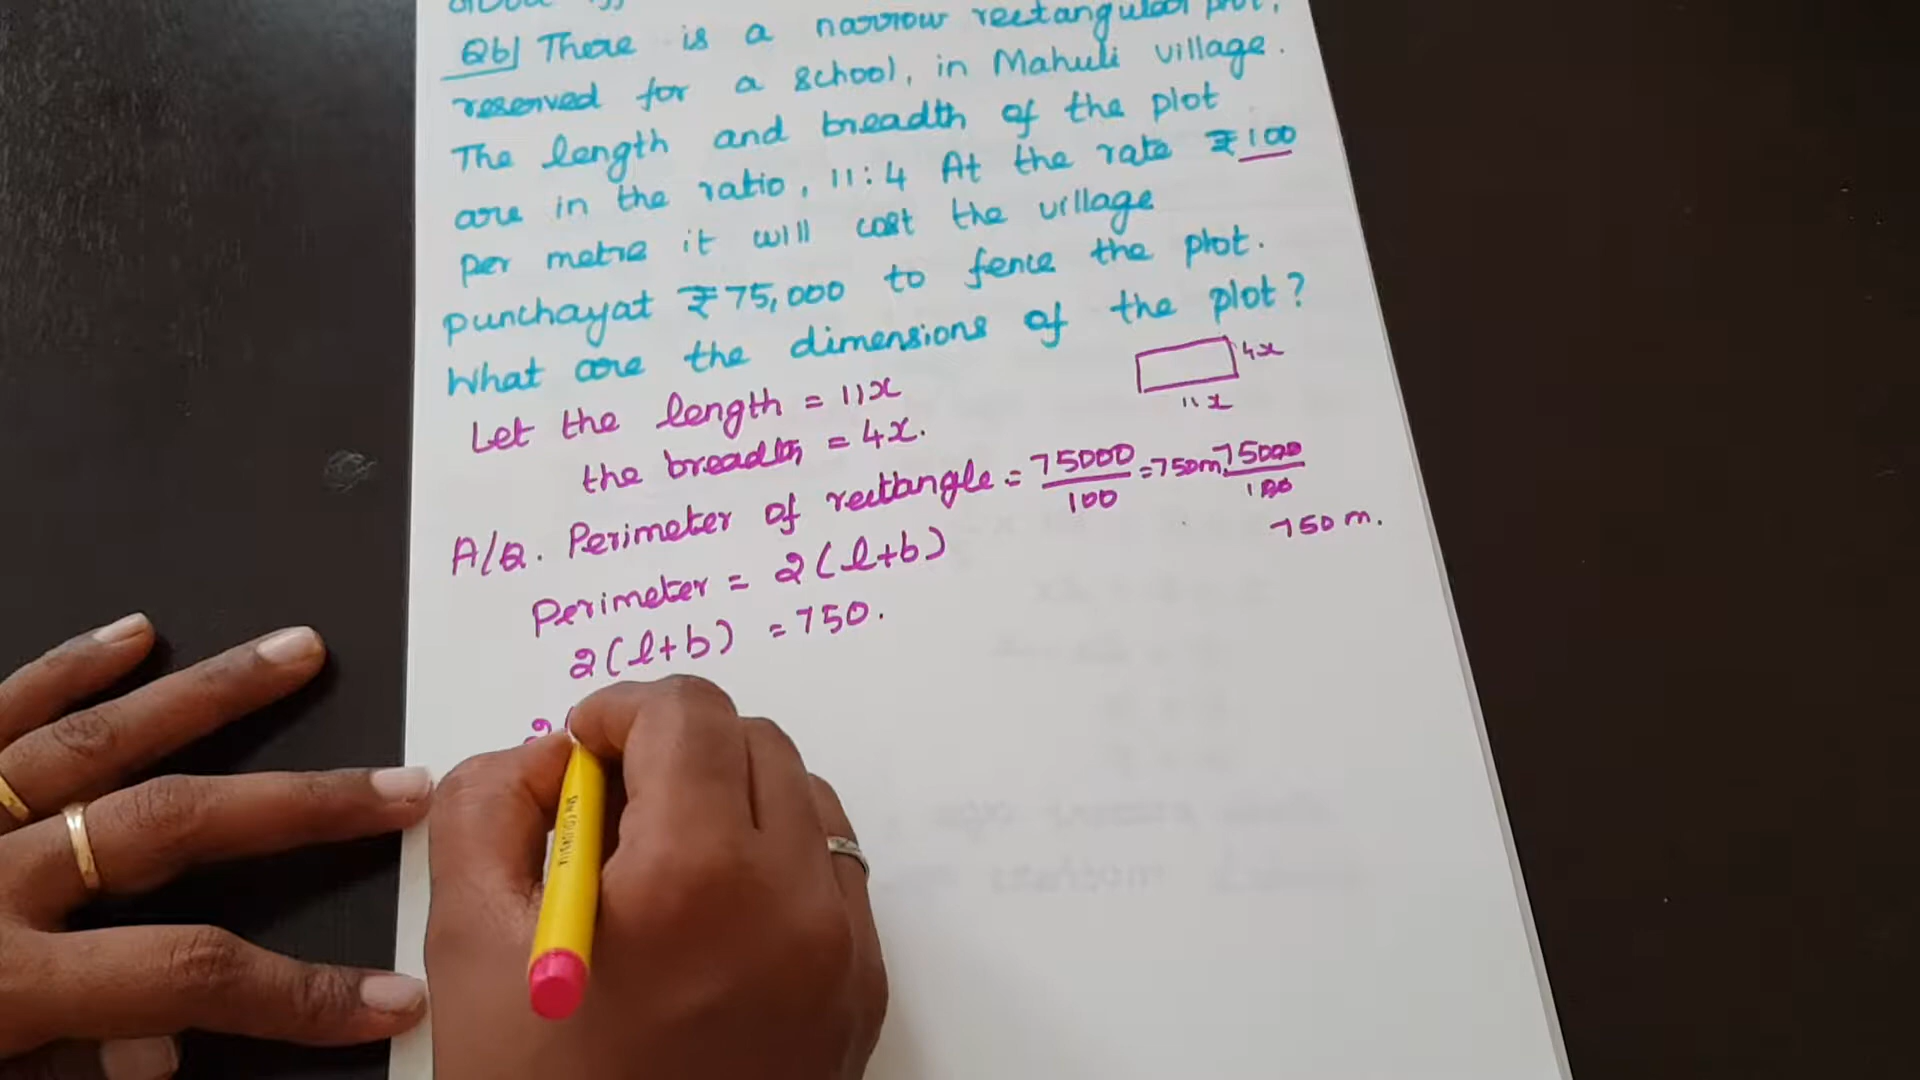 Q6) There is a narrow rectangular plot,
reserved for a school, in Mahuli village.
The length and breadth of the plot
are in the ratio, 11:4 At the rate ₹100
per metre it will cost the village
punchayat ₹75,000 to fence the plot.
What are the dimensions of the plot?
4x
11x
Let the length = 11x
the breadth = 4x.
A/Q. Perimeter of rectangle = 75000/100 = 750m.
75000/100
750 m.
Perimeter = 2(l+b)
2(l+b) = 750.
2(